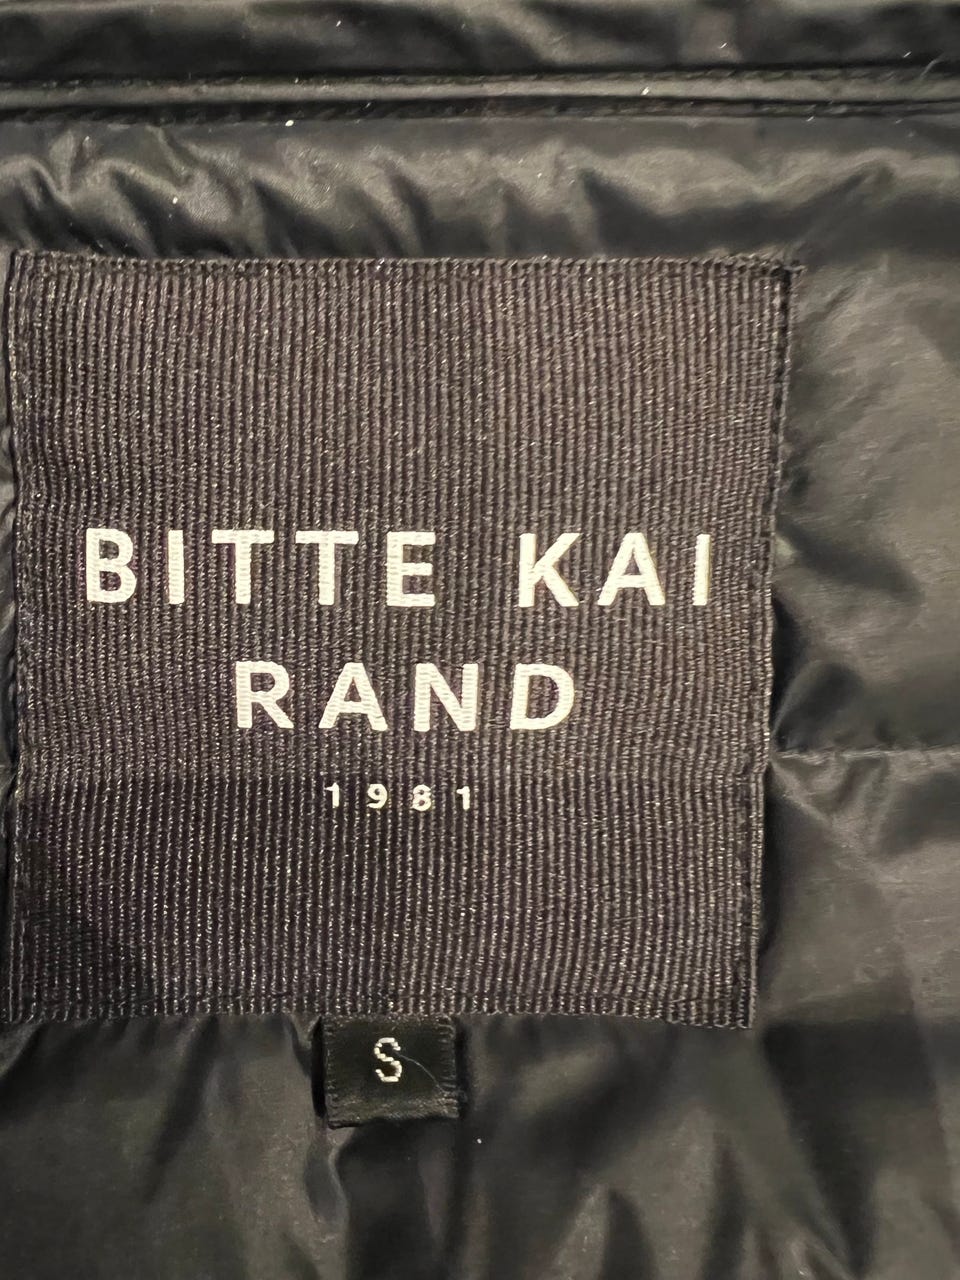 BITTE KAI
RAND
1981
S